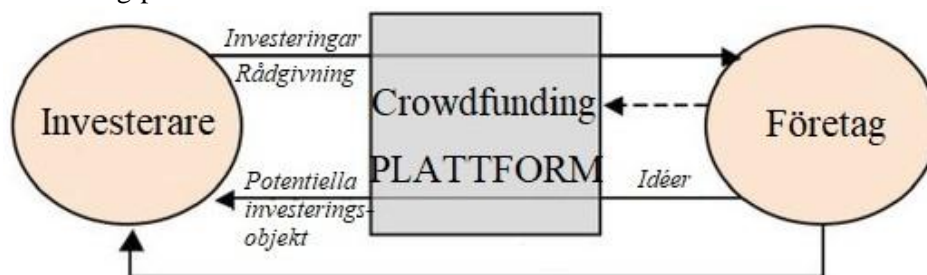 Investeringar
Rådgivning
Investerare
Crowdfunding
PLATTFORM
Företag
Potentiella
investerings-
objekt
Idéer